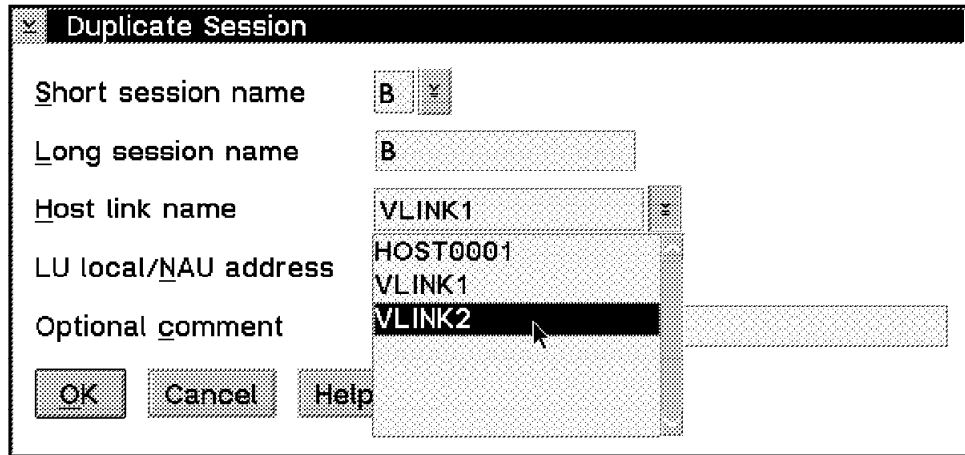 Duplicate Session
Short session name B
Long session name B
Host link name VLINK1
HOST0001
LU local/NAU address
VLINK1
Optional comment VLINK2
OK Cancel Help